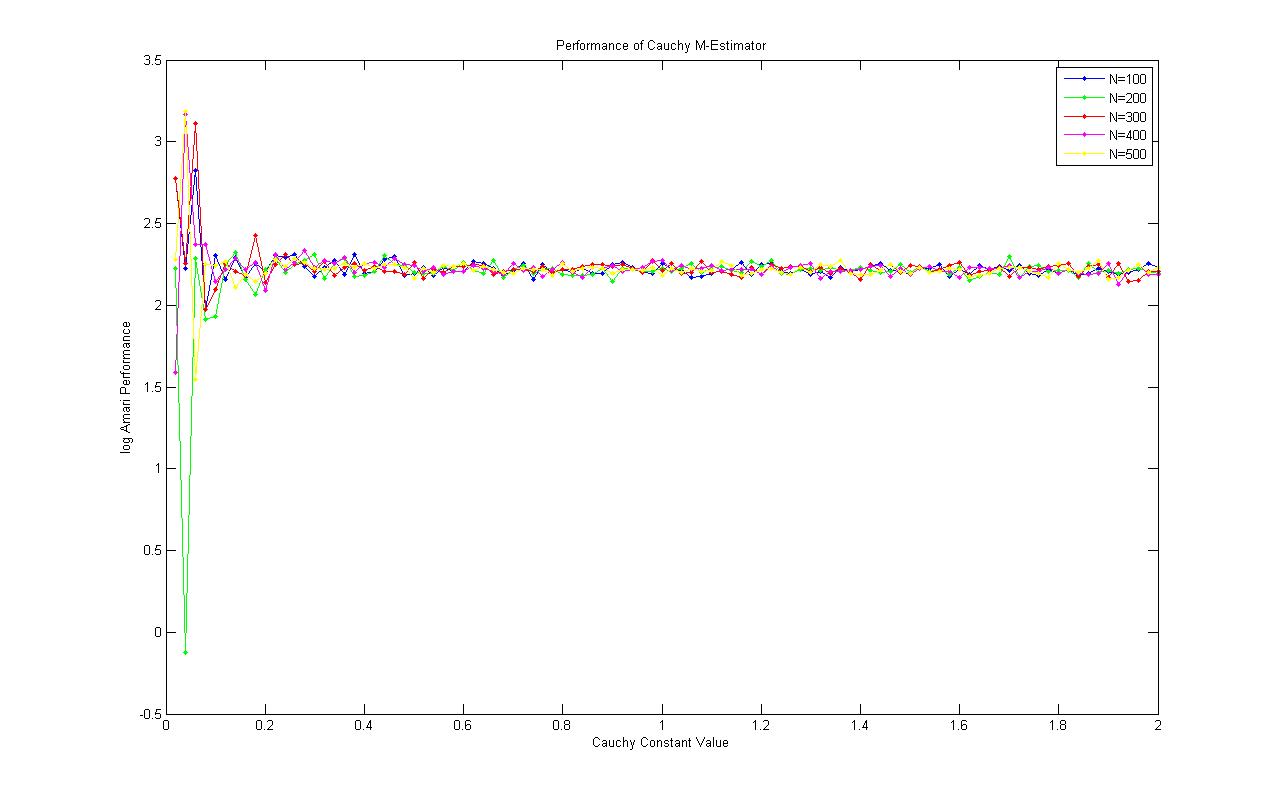 Performance of Cauchy M-Estimator
3.5
3
2.5
2
1.5
1
0.5
0
-0.5
log Amari Performance
N=100
N=200
N=300
N=400
N=500
0 0.2 0.4 0.6 0.8 1 1.2 1.4 1.6 1.8 2
Cauchy Constant Value